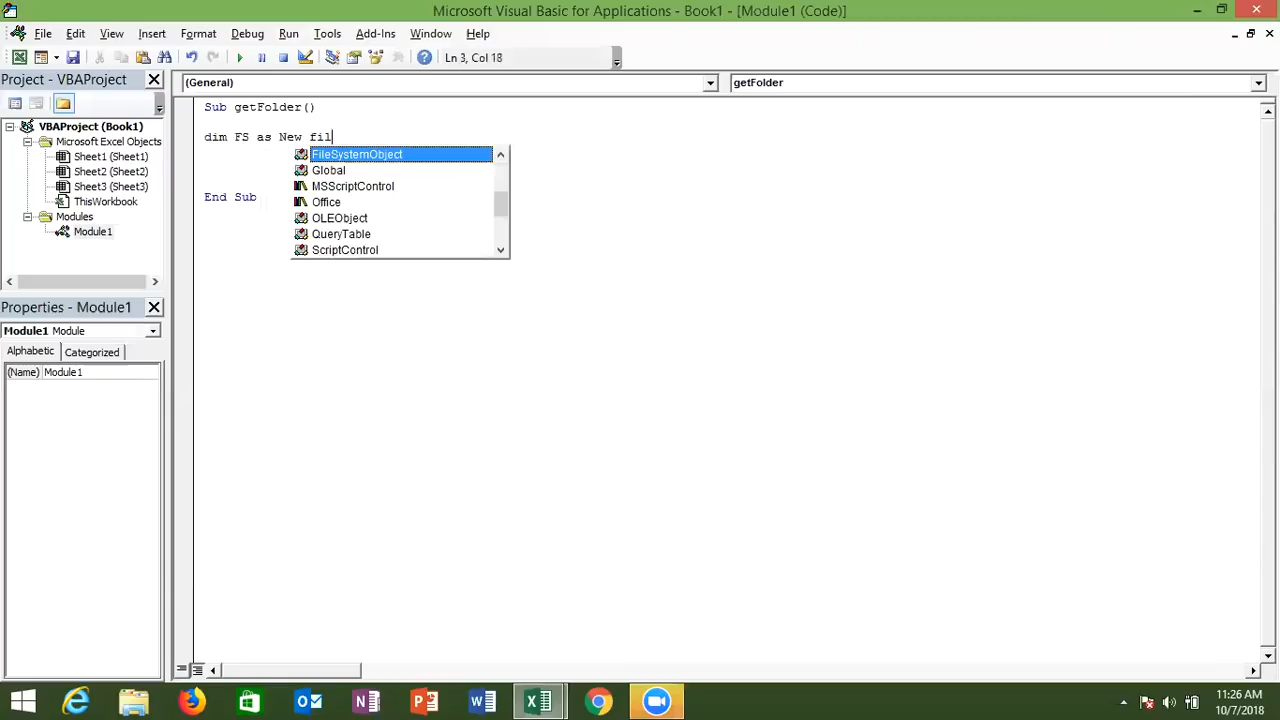 Microsoft Visual Basic for Applications - Book1 - [Module1 (Code)]
File Edit View Insert Format Debug Run Tools Add-Ins Window Help
Ln 3, Col 18
Project - VBAProject
(General)
getFolder
VBAProject (Book1)
Microsoft Excel Objects
Sheet1 (Sheet1)
Sheet2 (Sheet2)
Sheet3 (Sheet3)
ThisWorkbook
Modules
Module1
Sub getFolder()
dim FS as New fil
FileSystemObject
Global
MSScriptControl
Office
OLEObject
QueryTable
ScriptControl
End Sub
Properties - Module1
Module1 Module
Alphabetic Categorized
(Name) Module1
11:26 AM
10/7/2018